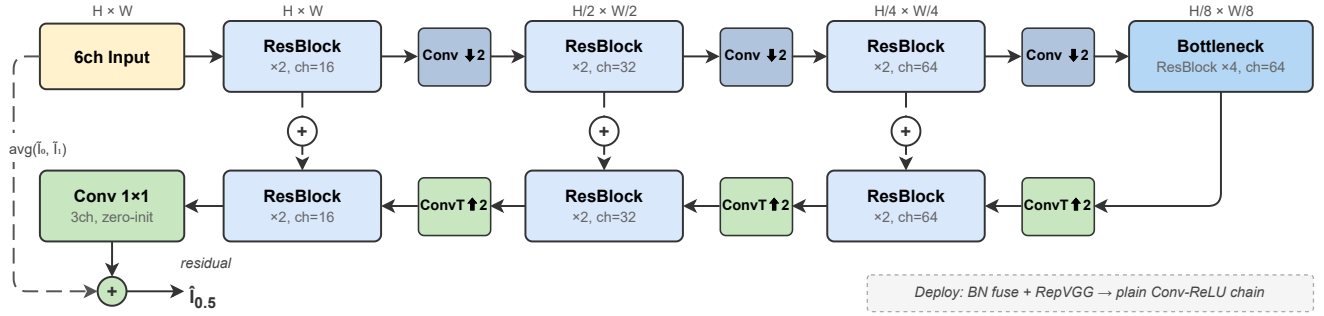 H × W
H × W
H/2 × W/2
H/4 × W/4
H/8 × W/8
6ch Input
ResBlock
×2, ch=16
Conv ⬇2
ResBlock
×2, ch=32
Conv ⬇2
ResBlock
×2, ch=64
Conv ⬇2
Bottleneck
ResBlock ×4, ch=64
+
+
+
avg(Ĩ₀, Ĩ₁)
Conv 1×1
3ch, zero-init
ResBlock
×2, ch=16
ConvT⬆2
ResBlock
×2, ch=32
ConvT⬆2
ResBlock
×2, ch=64
ConvT⬆2
residual
+
Î0.5
Deploy: BN fuse + RepVGG → plain Conv-ReLU chain